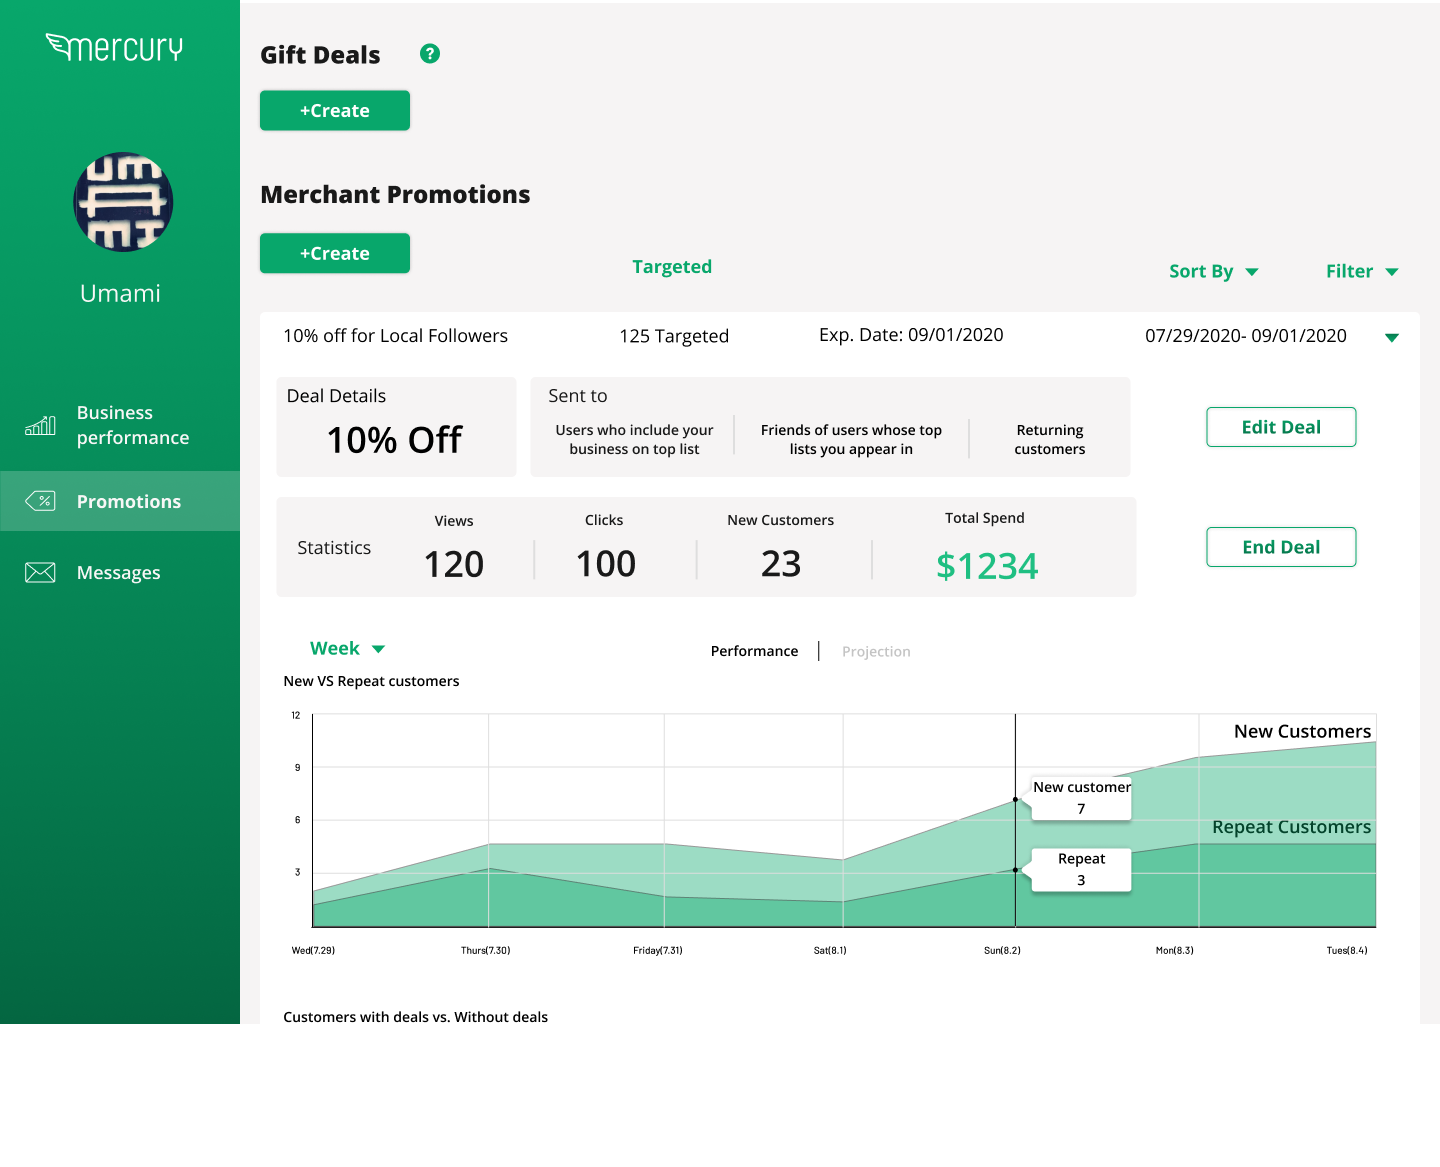 mercury
Umami
Business
performance
Promotions
Messages
Gift Deals ?
+Create
Merchant Promotions
+Create
Targeted
Sort By
Filter
10% off for Local Followers
125 Targeted
Exp. Date: 09/01/2020
07/29/2020- 09/01/2020
Deal Details
10% Off
Sent to
Users who include your
business on top list
Friends of users whose top
lists you appear in
Returning
customers
Edit Deal
Statistics
Views
120
Clicks
100
New Customers
23
Total Spend
$1234
End Deal
Week
Performance
Projection
New VS Repeat customers
12
9
6
3
New Customers
New customer
7
Repeat Customers
Repeat
3
Wed(7.29)
Thurs(7.30)
Friday(7.31)
Sat(8.1)
Sun(8.2)
Mon(8.3)
Tues(8.4)
Customers with deals vs. Without deals